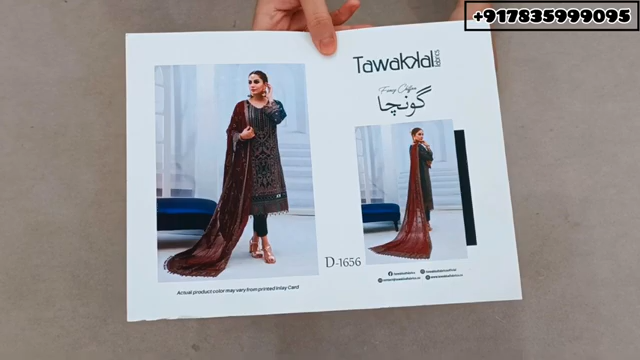 +917835999095
Tawakkal
fabrics
Fancy Chiffon
گونچا
D-1656
Actual product color may vary from printed Inlay Card